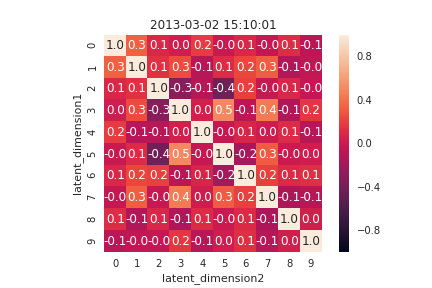 2013-03-02 15:10:01
0 1.0 0.3 0.1 0.0 0.2 -0.0 0.1 -0.0 0.1 -0.1
1 0.3 1.0 0.1 0.3 -0.1 0.1 0.2 0.3 -0.1 -0.0
2 0.1 0.1 1.0 -0.3 -0.1 -0.4 0.2 -0.0 0.1 -0.0
3 0.0 0.3 -0.3 1.0 0.0 0.5 -0.1 0.4 -0.1 0.2
4 0.2 -0.1 -0.1 0.0 1.0 -0.0 0.1 0.0 0.1 -0.1
5 -0.0 0.1 -0.4 0.5 -0.0 1.0 -0.2 0.3 -0.0 0.0
6 0.1 0.2 0.2 -0.1 0.1 -0.2 1.0 0.2 0.1 0.1
7 -0.0 0.3 -0.0 0.4 0.0 0.3 0.2 1.0 -0.1 -0.1
8 0.1 -0.1 0.1 -0.1 0.1 -0.0 0.1 -0.1 1.0 0.0
9 -0.1 -0.0 -0.0 0.2 -0.1 0.0 0.1 -0.1 0.0 1.0
0 1 2 3 4 5 6 7 8 9
latent_dimension2
latent_dimension1
0.8
0.4
0.0
-0.4
-0.8